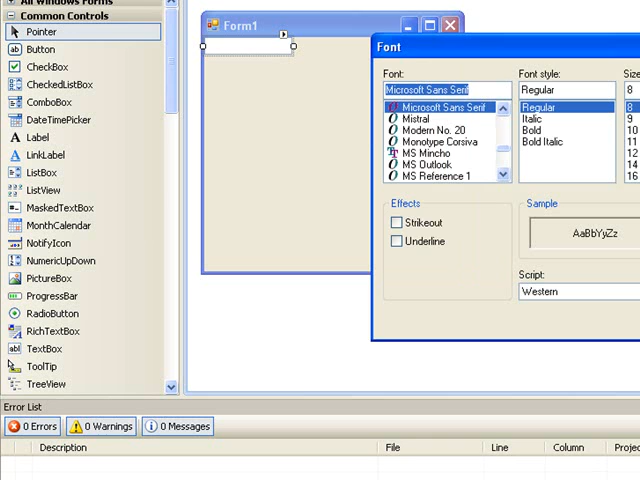 All Windows Forms
Common Controls
Pointer
Button
CheckBox
CheckedListBox
ComboBox
DateTimePicker
Label
LinkLabel
ListBox
ListView
MaskedTextBox
MonthCalendar
NotifyIcon
NumericUpDown
PictureBox
ProgressBar
RadioButton
RichTextBox
TextBox
ToolTip
TreeView
Form1
Font
Font:
Microsoft Sans Serif
Microsoft Sans Serif
Mistral
Modern No. 20
Monotype Corsiva
MS Mincho
MS Outlook
MS Reference 1
Font style:
Regular
Regular
Italic
Bold
Bold Italic
Size
8
8
9
10
11
12
14
16
Effects
Strikeout
Underline
Sample
AaBbYyZz
Script:
Western
Error List
0 Errors
0 Warnings
0 Messages
Description File Line Column Projec